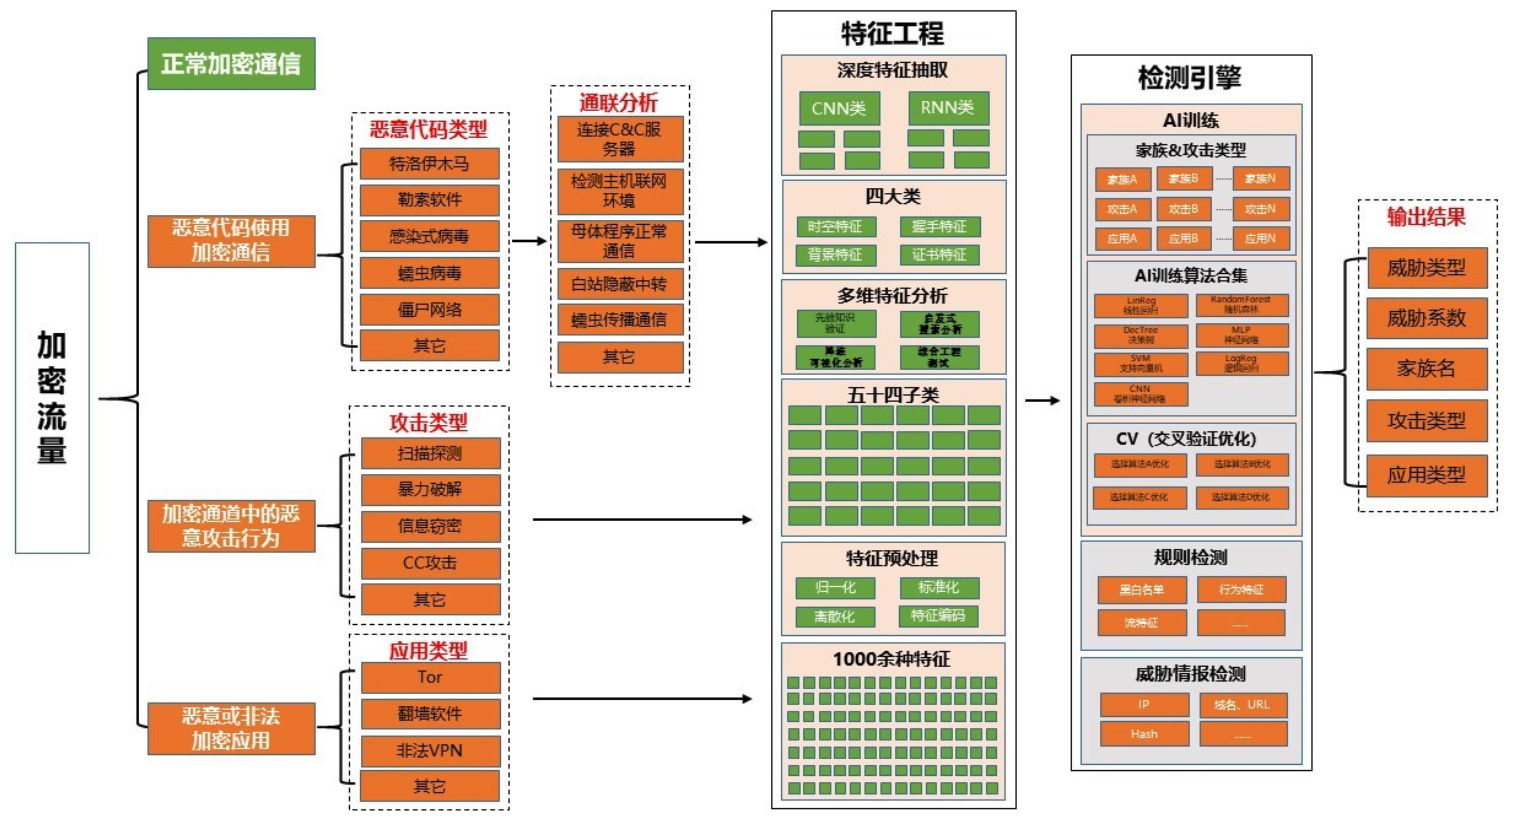 加
密
流
量
正常加密通信
恶意代码使用
加密通信
加密通道中的恶
意攻击行为
恶意或非法
加密应用
恶意代码类型
特洛伊木马
勒索软件
感染式病毒
蠕虫病毒
僵尸网络
其它
攻击类型
扫描探测
暴力破解
信息窃密
CC攻击
其它
应用类型
Tor
翻墙软件
非法VPN
其它
通联分析
连接C&C服
务器
检测主机联网
环境
母体程序正常
通信
白站隐蔽中转
蠕虫传播通信
其它
特征工程
深度特征抽取
CNN类
RNN类
四大类
时空特征
握手特征
背景特征
证书特征
多维特征分析
先验知识
验证
启发式
搜索分析
降维
可视化分析
综合工程
测试
五十四子类
特征预处理
归一化
标准化
离散化
特征编码
1000余种特征
检测引擎
AI训练
家族&攻击类型
家族A
家族B
……
家族N
攻击A
攻击B
……
攻击N
应用A
应用B
……
应用N
AI训练算法合集
LinReg
线性回归
RandomForest
随机森林
DecTree
决策树
MLP
神经网络
SVM
支持向量机
LogReg
逻辑回归
CNN
卷积神经网络
CV（交叉验证优化）
选择算法A优化
选择算法B优化
选择算法C优化
选择算法D优化
规则检测
黑白名单
行为特征
流特征
……
威胁情报检测
IP
域名、URL
Hash
……
输出结果
威胁类型
威胁系数
家族名
攻击类型
应用类型